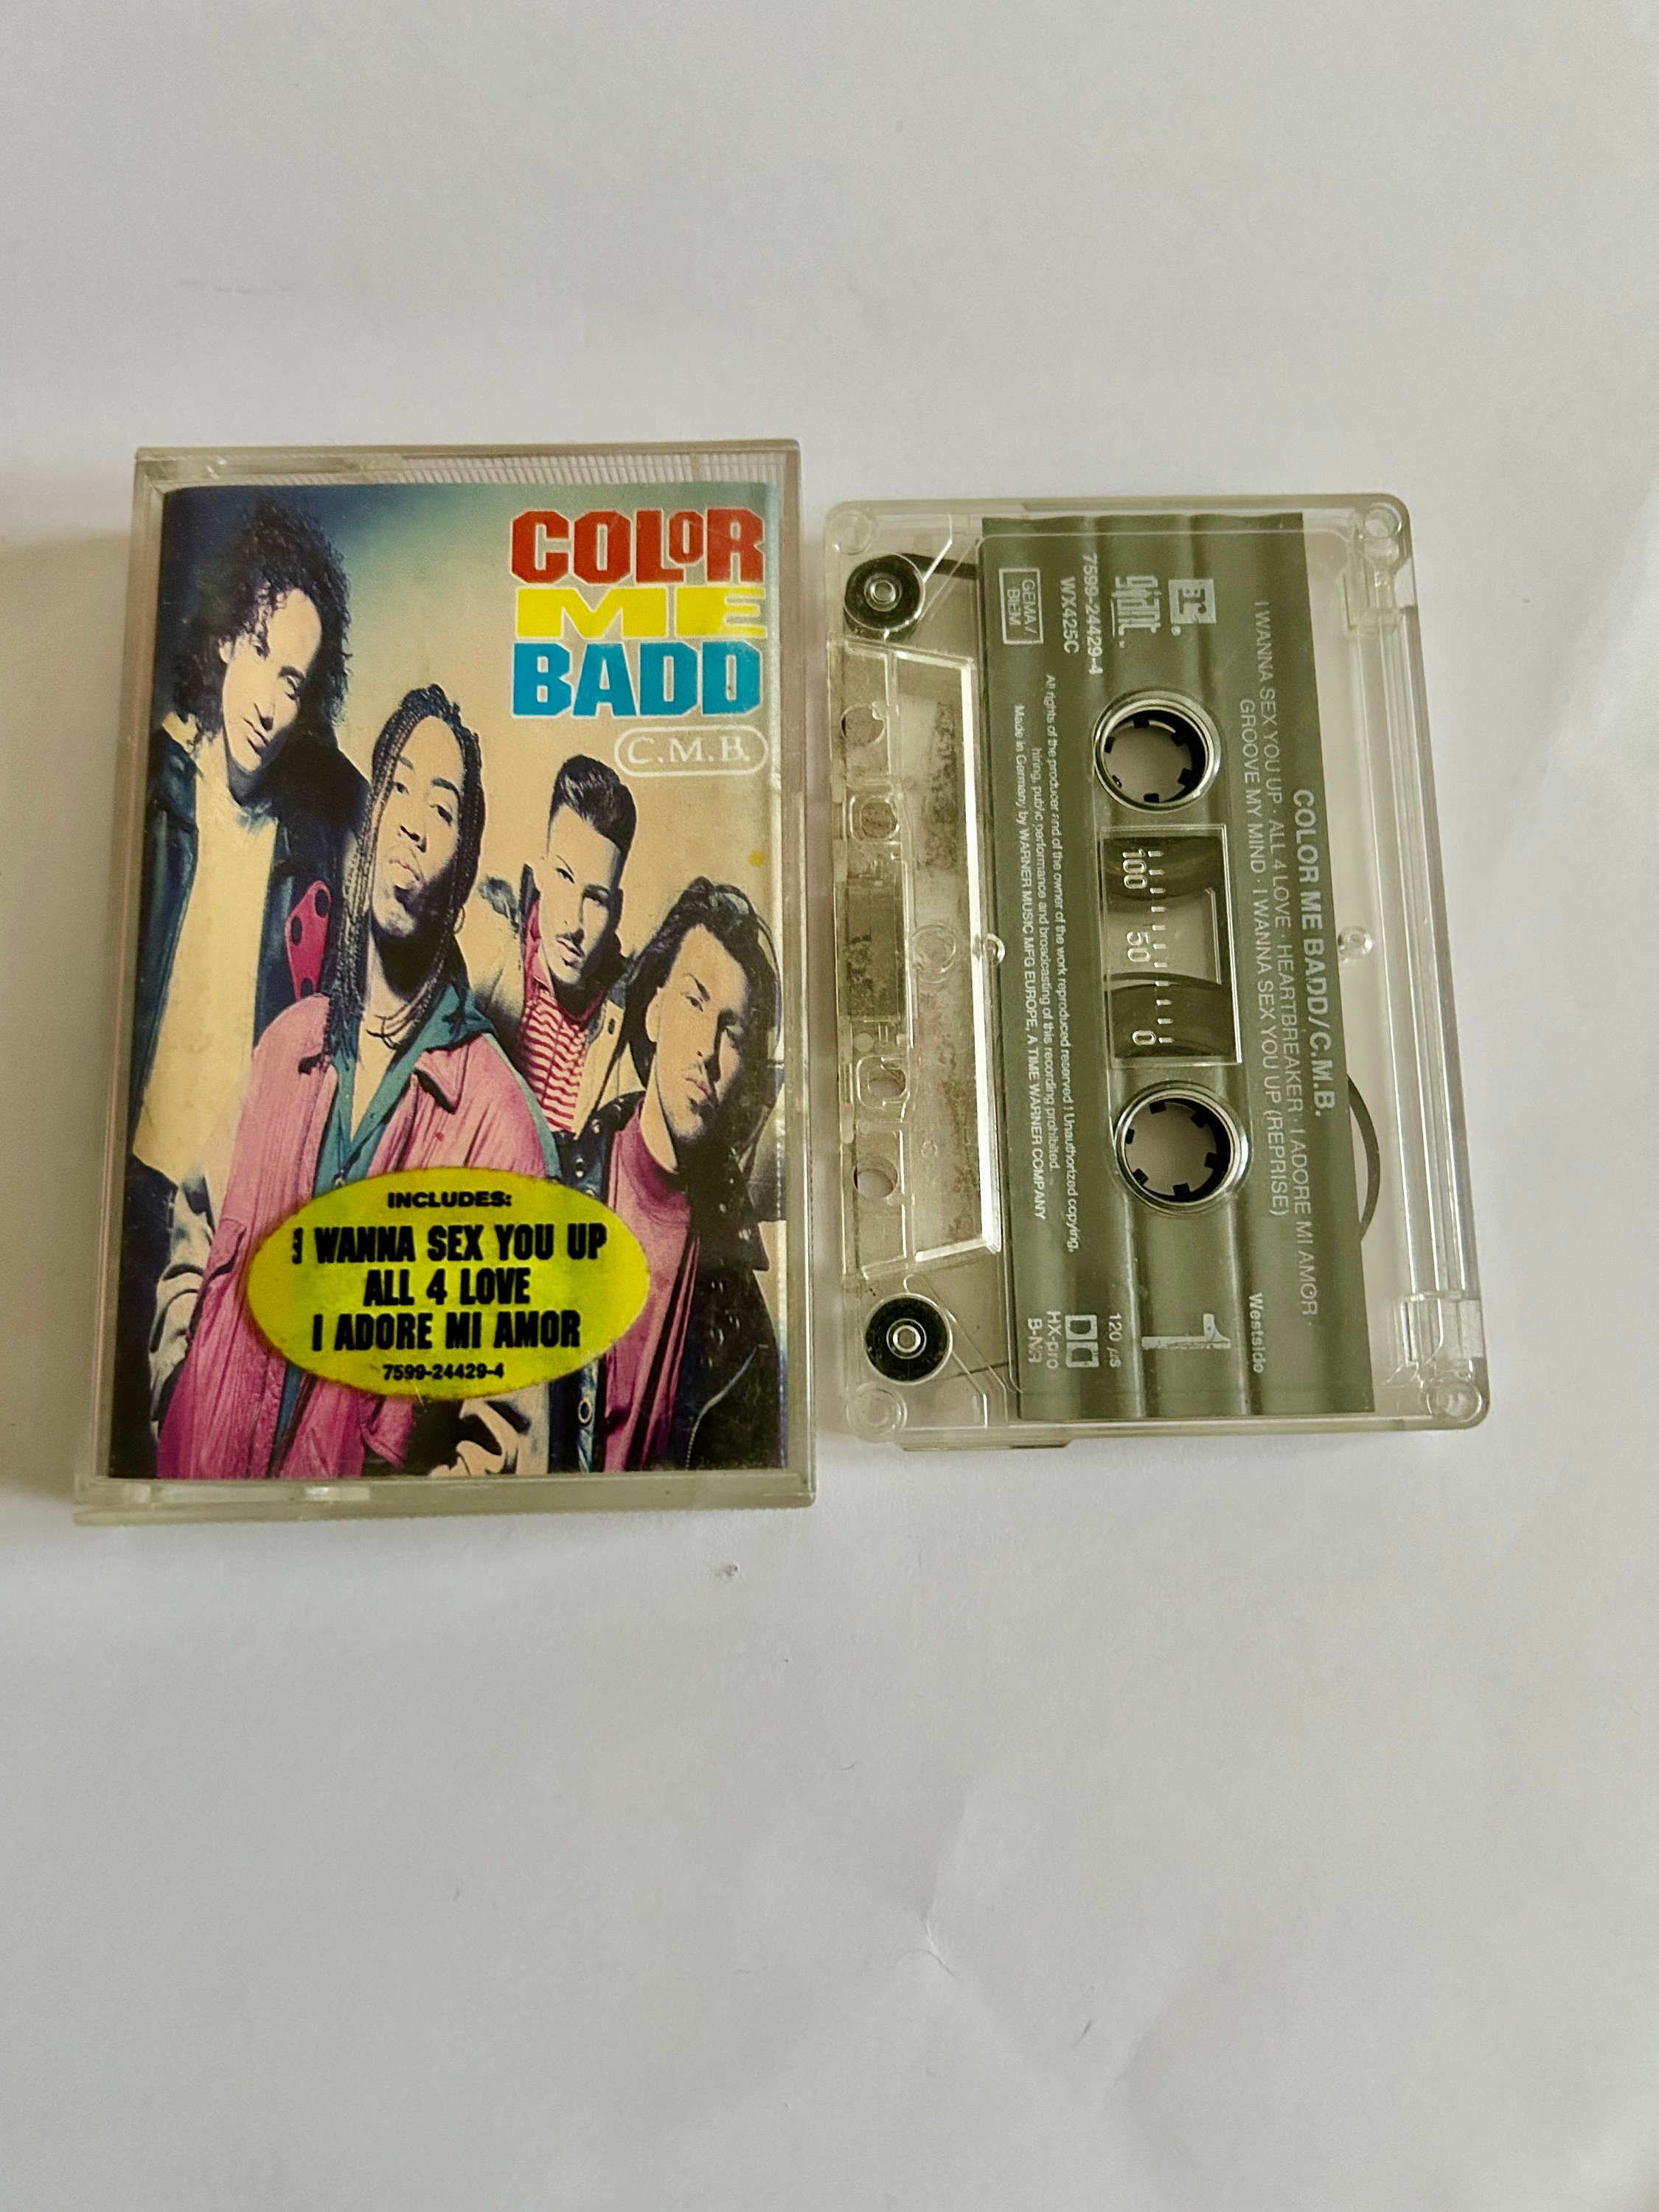 COLOR
ME
BADD
C.M.B.
INCLUDES:
I WANNA SEX YOU UP
ALL 4 LOVE
I ADORE MI AMOR
7599-24429-4
COLOR ME BADD/C.M.B.
I WANNA SEX YOU UP · ALL 4 LOVE · HEARTBREAKER · I ADORE MI AMOR ·
GROOVE MY MIND · I WANNA SEX YOU UP (REPRISE)
Westside
giant.
7599-24429-4
WX425C
GEMA/
BIEM
100 50 0
1
120 µs
HX-pro
B-NR
All rights of the producer and of the owner of the work reproduced reserved! Unauthorized copying,
hiring, public performance and broadcasting of this recording prohibited.
Made in Germany by WARNER MUSIC MFG EUROPE, A TIME WARNER COMPANY